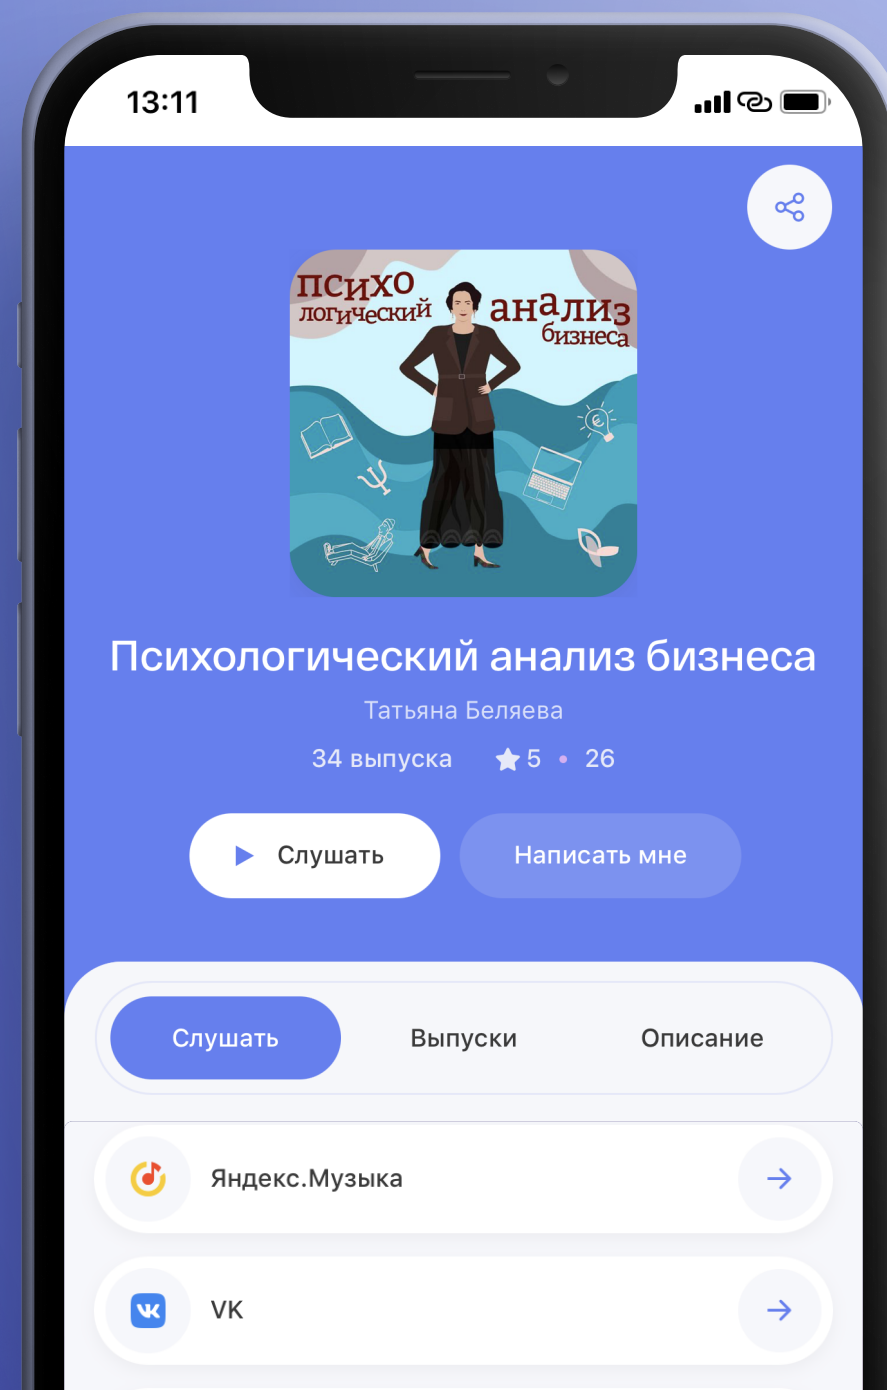 13:11
психо
логический
анализ
бизнеса
Психологический анализ бизнеса
Татьяна Беляева
34 выпуска 5 • 26
Слушать Написать мне
Слушать Выпуски Описание
Яндекс.Музыка
VK